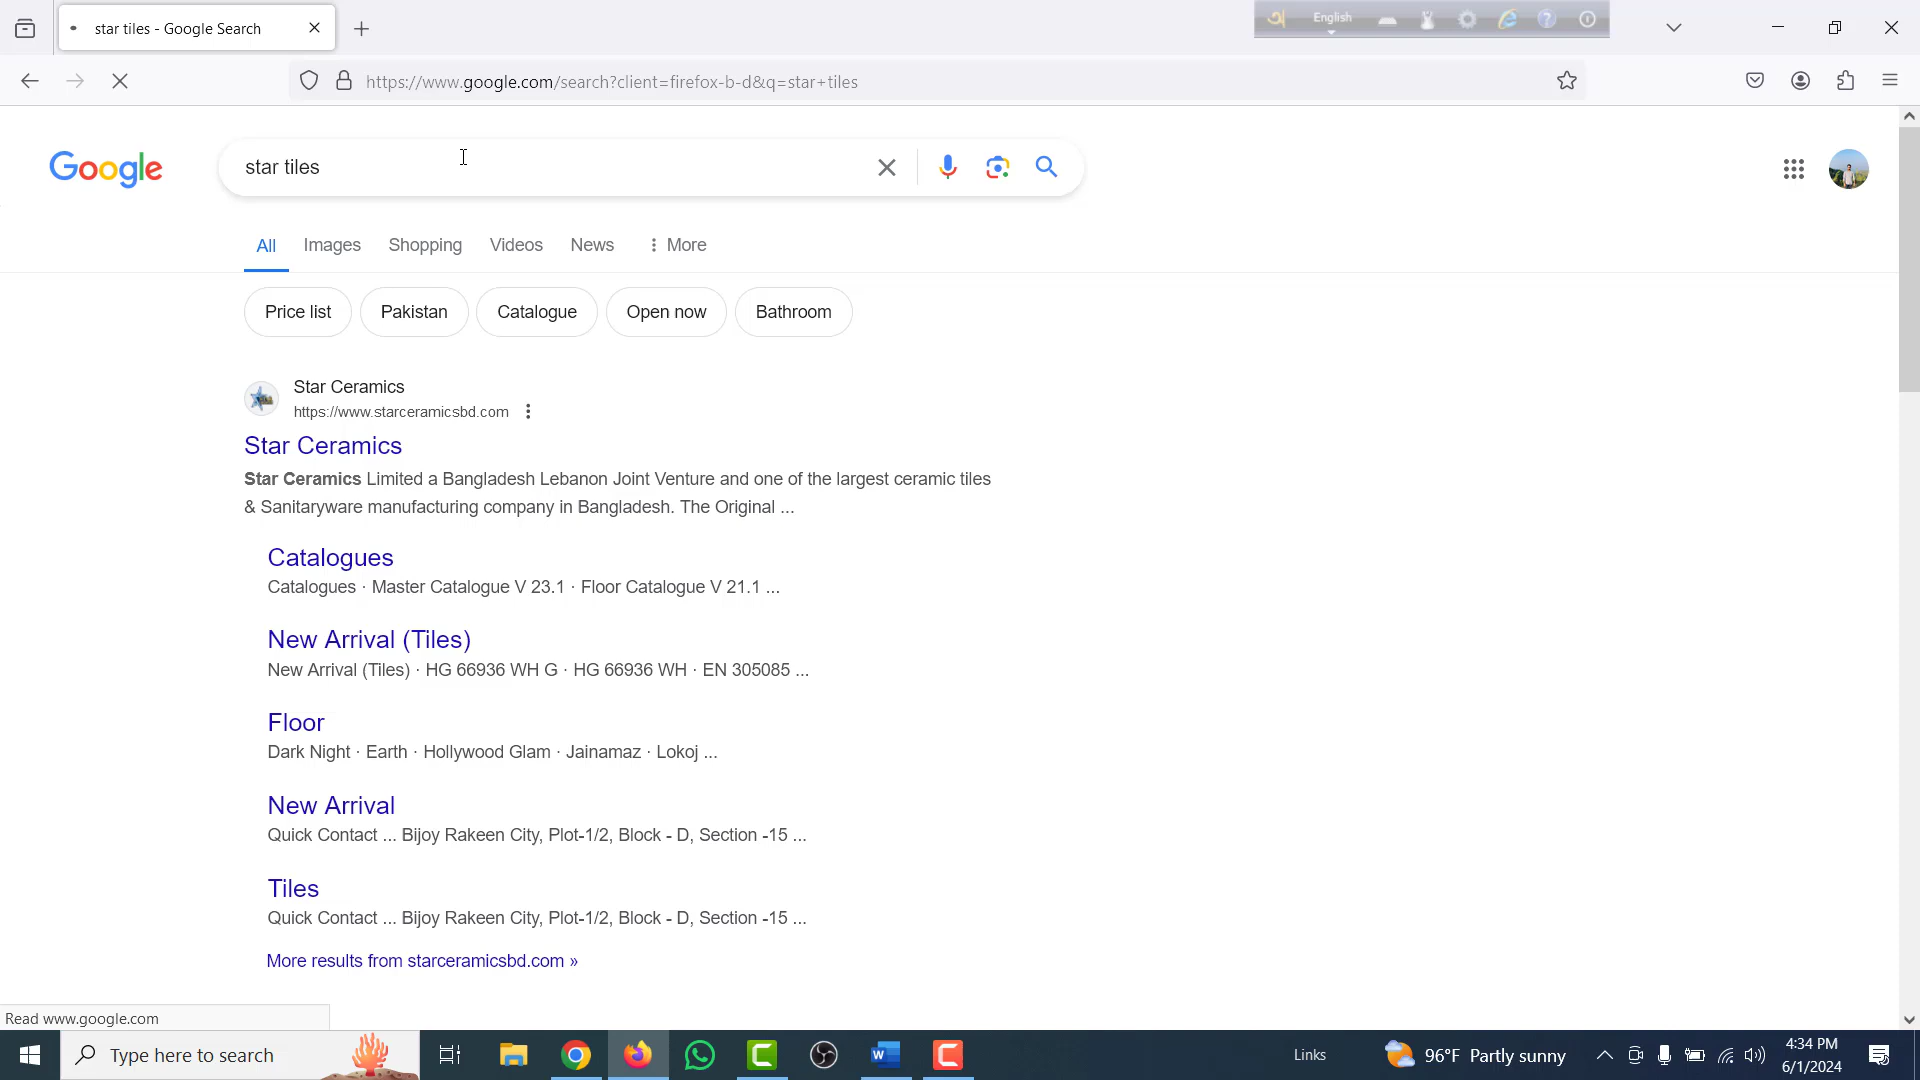 star tiles - Google Search
English
https://www.google.com/search?client=firefox-b-d&q=star+tiles
Google
star tiles
All Images Shopping Videos News More
Price list Pakistan Catalogue Open now Bathroom
Star Ceramics
https://www.starceramicsbd.com
Star Ceramics
Star Ceramics Limited a Bangladesh Lebanon Joint Venture and one of the largest ceramic tiles
& Sanitaryware manufacturing company in Bangladesh. The Original ...
Catalogues
Catalogues · Master Catalogue V 23.1 · Floor Catalogue V 21.1 ...
New Arrival (Tiles)
New Arrival (Tiles) · HG 66936 WH G · HG 66936 WH · EN 305085 ...
Floor
Dark Night · Earth · Hollywood Glam · Jainamaz · Lokoj ...
New Arrival
Quick Contact ... Bijoy Rakeen City, Plot-1/2, Block - D, Section -15 ...
Tiles
Quick Contact ... Bijoy Rakeen City, Plot-1/2, Block - D, Section -15 ...
More results from starceramicsbd.com »
Read www.google.com
Type here to search
Links
96°F Partly sunny
4:34 PM
6/1/2024